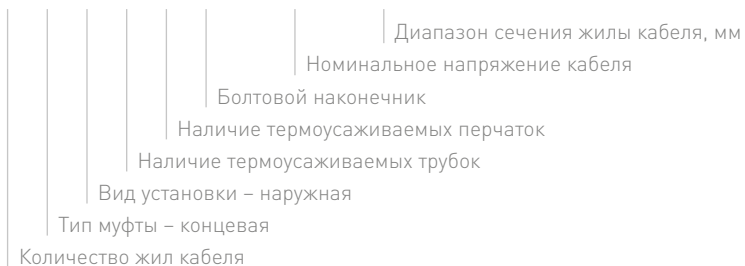 Диапазон сечения жилы кабеля, мм
Номинальное напряжение кабеля
Болтовой наконечник
Наличие термоусаживаемых перчаток
Наличие термоусаживаемых трубок
Вид установки – наружная
Тип муфты – концевая
Количество жил кабеля